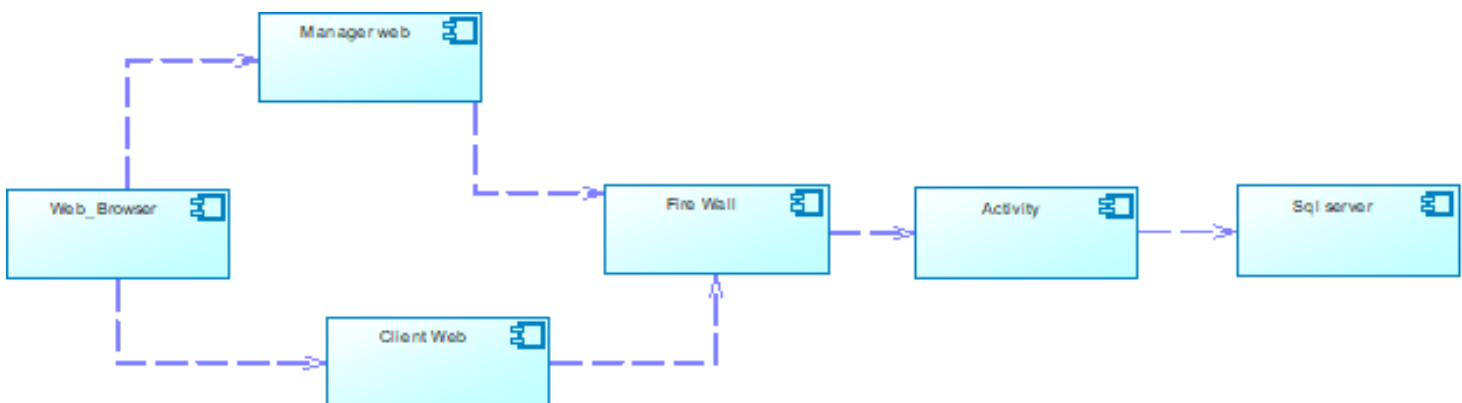 Manager web
Web_Browser
Fire Wall
Activity
Sql server
Client Web